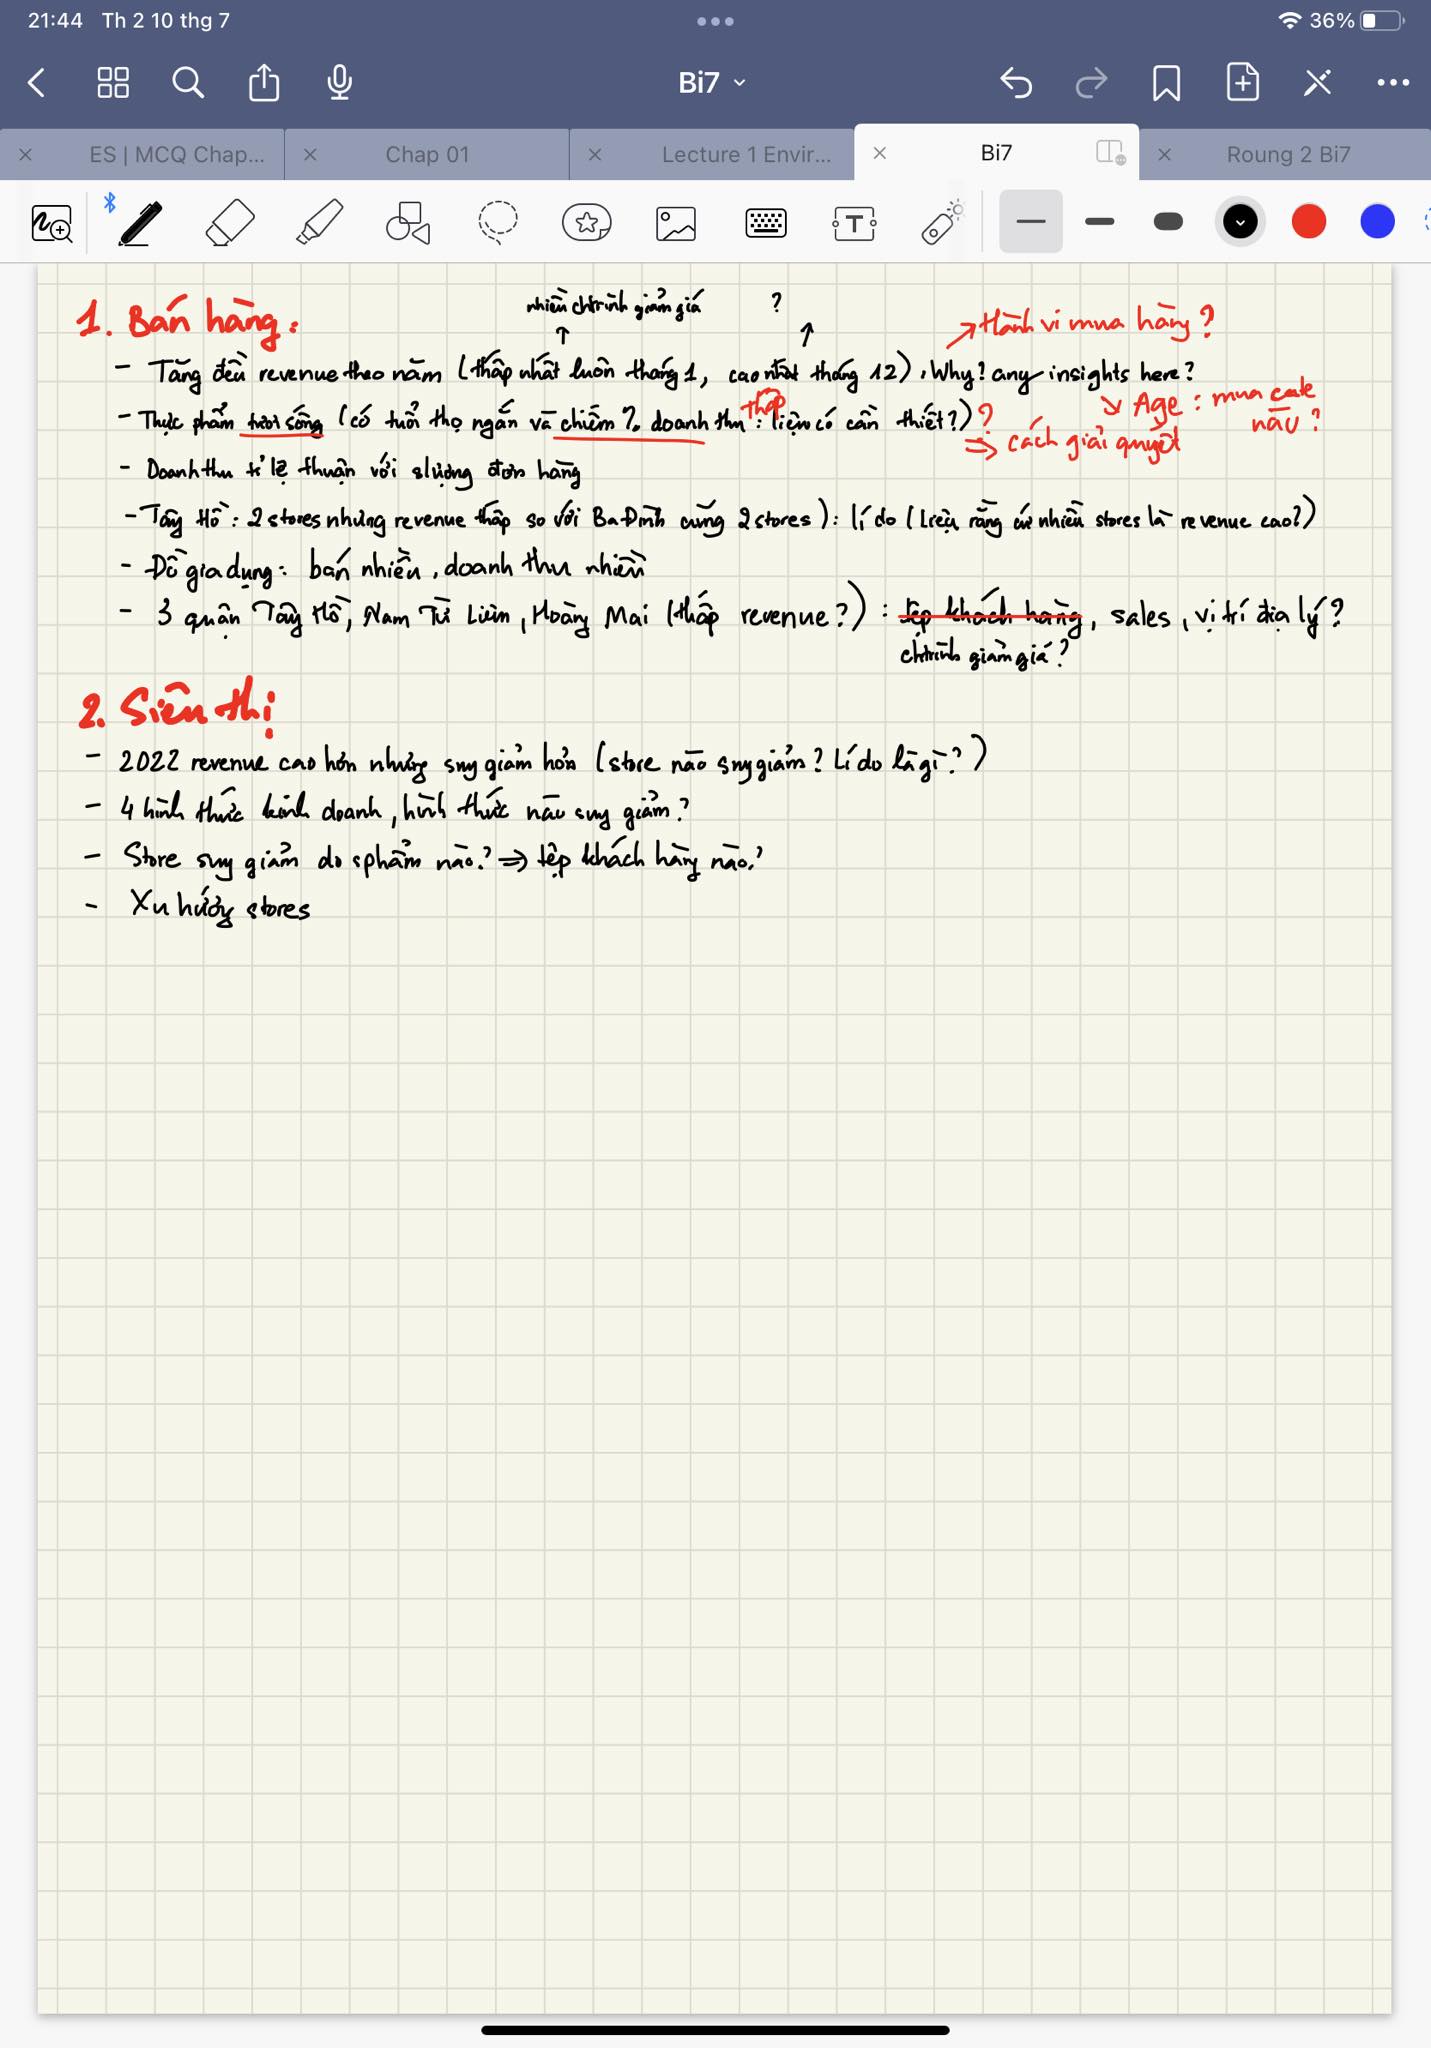 21:44 Th 2 10 thg 7
36%
Bi7
ES | MCQ Chap...
Chap 01
Lecture 1 Envir...
Bi7
Roung 2 Bi7
nhiều chtrình giảm giá ?
1. Bán hàng:
→ Hành vi mua hàng?
- Tăng đều revenue theo năm (thấp nhất luôn tháng 1, cao nhất tháng 12), Why? any insights here?
↘ Age: mua cate nào?
- Thực phẩm tươi sống (có tuổi thọ ngắn và chiếm % doanh thu thấp: liệu có cần thiết?)?
⇒ cách giải quyết
- Doanh thu tỉ lệ thuận với slượng đơn hàng
- Tây Hồ: 2 stores nhưng revenue thấp so với Ba Đình cũng 2 stores): lí do (Liệu rằng cứ nhiều stores là revenue cao?)
- Đồ gia dụng: bán nhiều, doanh thu nhiều
- 3 quận Tây Hồ, Nam Từ Liêm, Hoàng Mai (thấp revenue?): tệp khách hàng, sales, vị trí địa lý?
chtrình giảm giá?
2. Siêu thị
- 2022 revenue cao hơn nhưng suy giảm hơn (store nào suy giảm? Lí do là gì?)
- 4 hình thức kinh doanh, hình thức nào suy giảm?
- Store suy giảm do sphẩm nào? ⇒ tệp khách hàng nào?
- Xu hướng stores